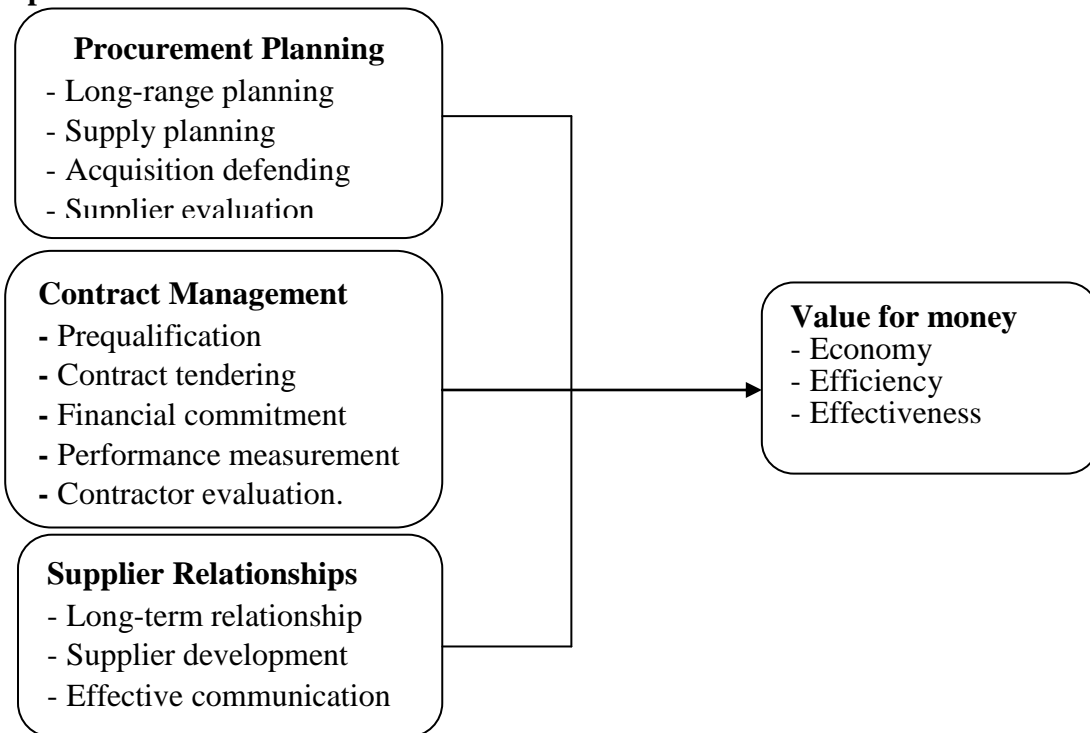 Procurement Planning
- Long-range planning
- Supply planning
- Acquisition defending
- Supplier evaluation
Contract Management
- Prequalification
- Contract tendering
- Financial commitment
- Performance measurement
- Contractor evaluation.
Supplier Relationships
- Long-term relationship
- Supplier development
- Effective communication
Value for money
- Economy
- Efficiency
- Effectiveness